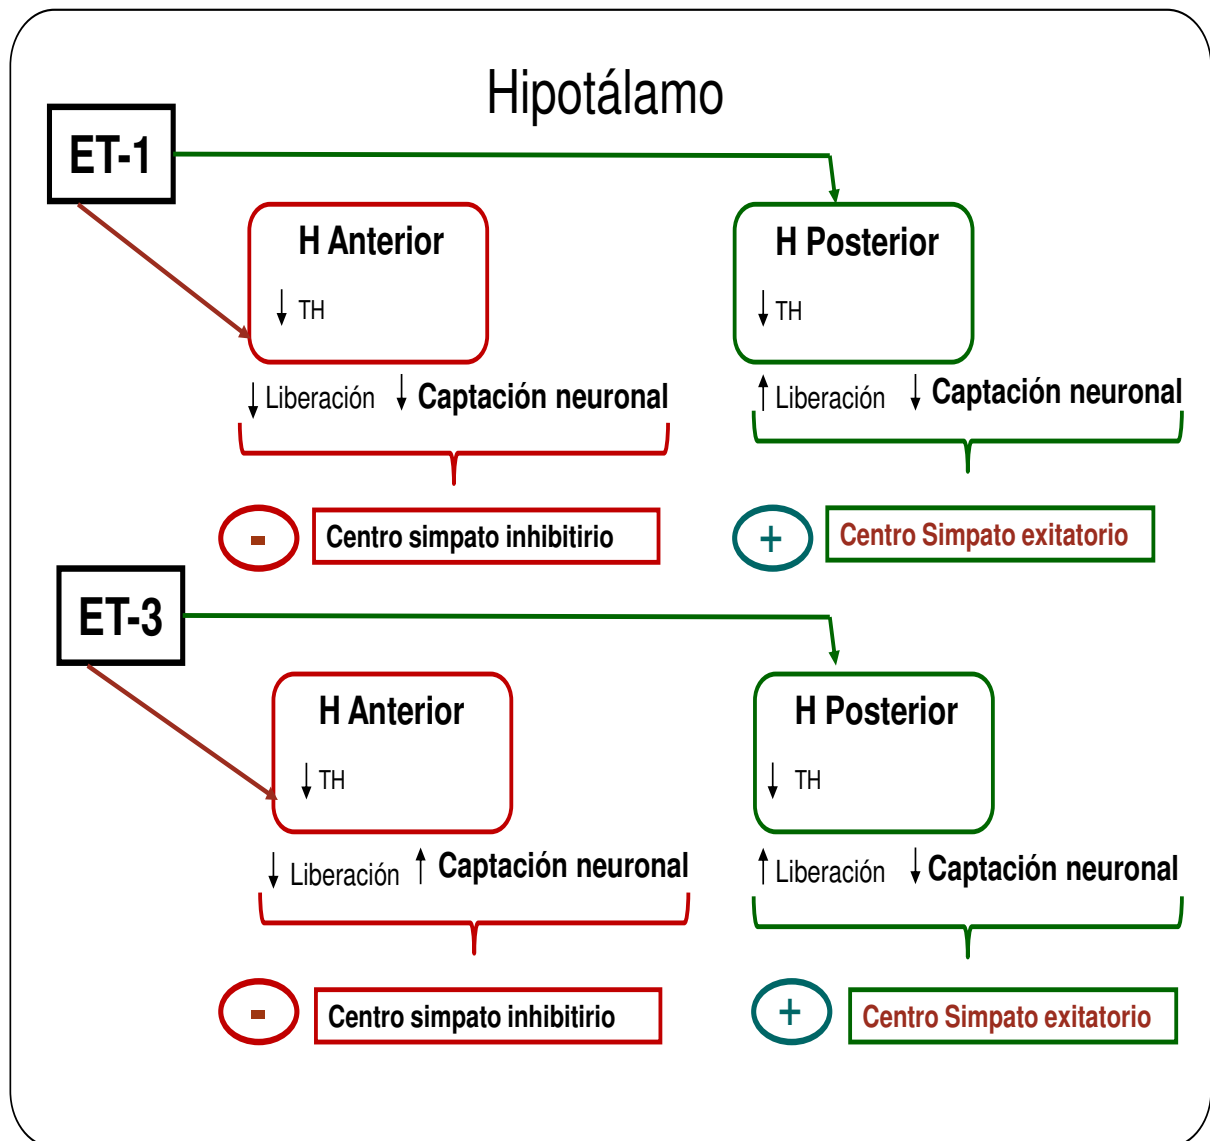 Hipotálamo
ET-1
H Anterior
↓ TH
↓ Liberación ↓ Captación neuronal
- Centro simpato inhibitirio
H Posterior
↓ TH
↑ Liberación ↓ Captación neuronal
+ Centro Simpato exitatorio
ET-3
H Anterior
↓ TH
↓ Liberación ↑ Captación neuronal
- Centro simpato inhibitirio
H Posterior
↓ TH
↑ Liberación ↓ Captación neuronal
+ Centro Simpato exitatorio